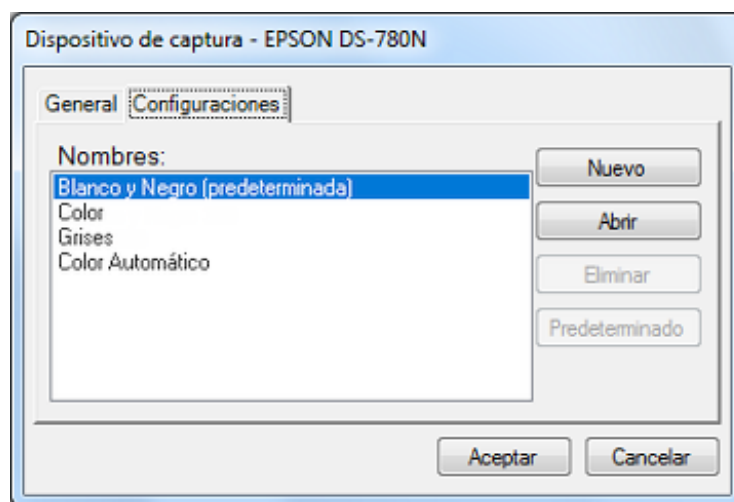 Dispositivo de captura - EPSON DS-780N
General Configuraciones
Nombres:
Blanco y Negro (predeterminada)
Color
Grises
Color Automático
Nuevo
Abrir
Eliminar
Predeterminado
Aceptar Cancelar